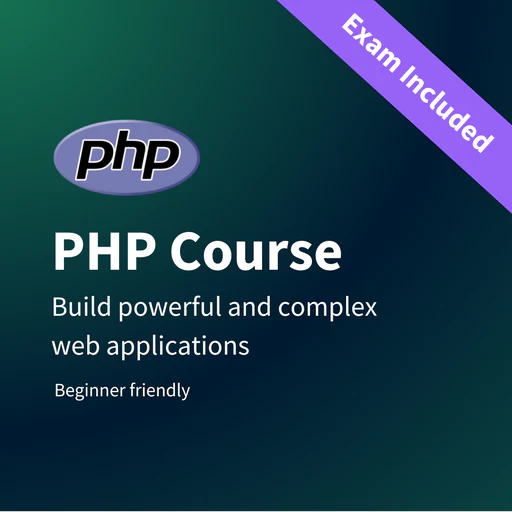 Exam Included
php
PHP Course
Build powerful and complex
web applications
Beginner friendly